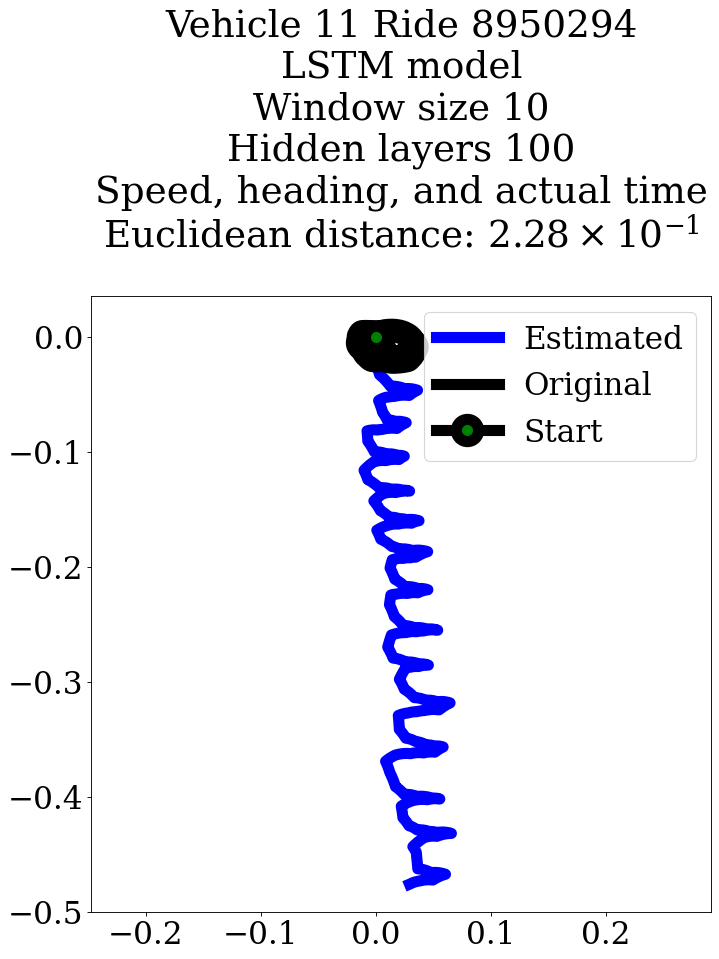 Vehicle 11 Ride 8950294
LSTM model
Window size 10
Hidden layers 100
Speed, heading, and actual time
Euclidean distance: 2.28 × 10⁻¹
Estimated
Original
Start
0.0
−0.1
−0.2
−0.3
−0.4
−0.5
−0.2 −0.1 0.0 0.1 0.2